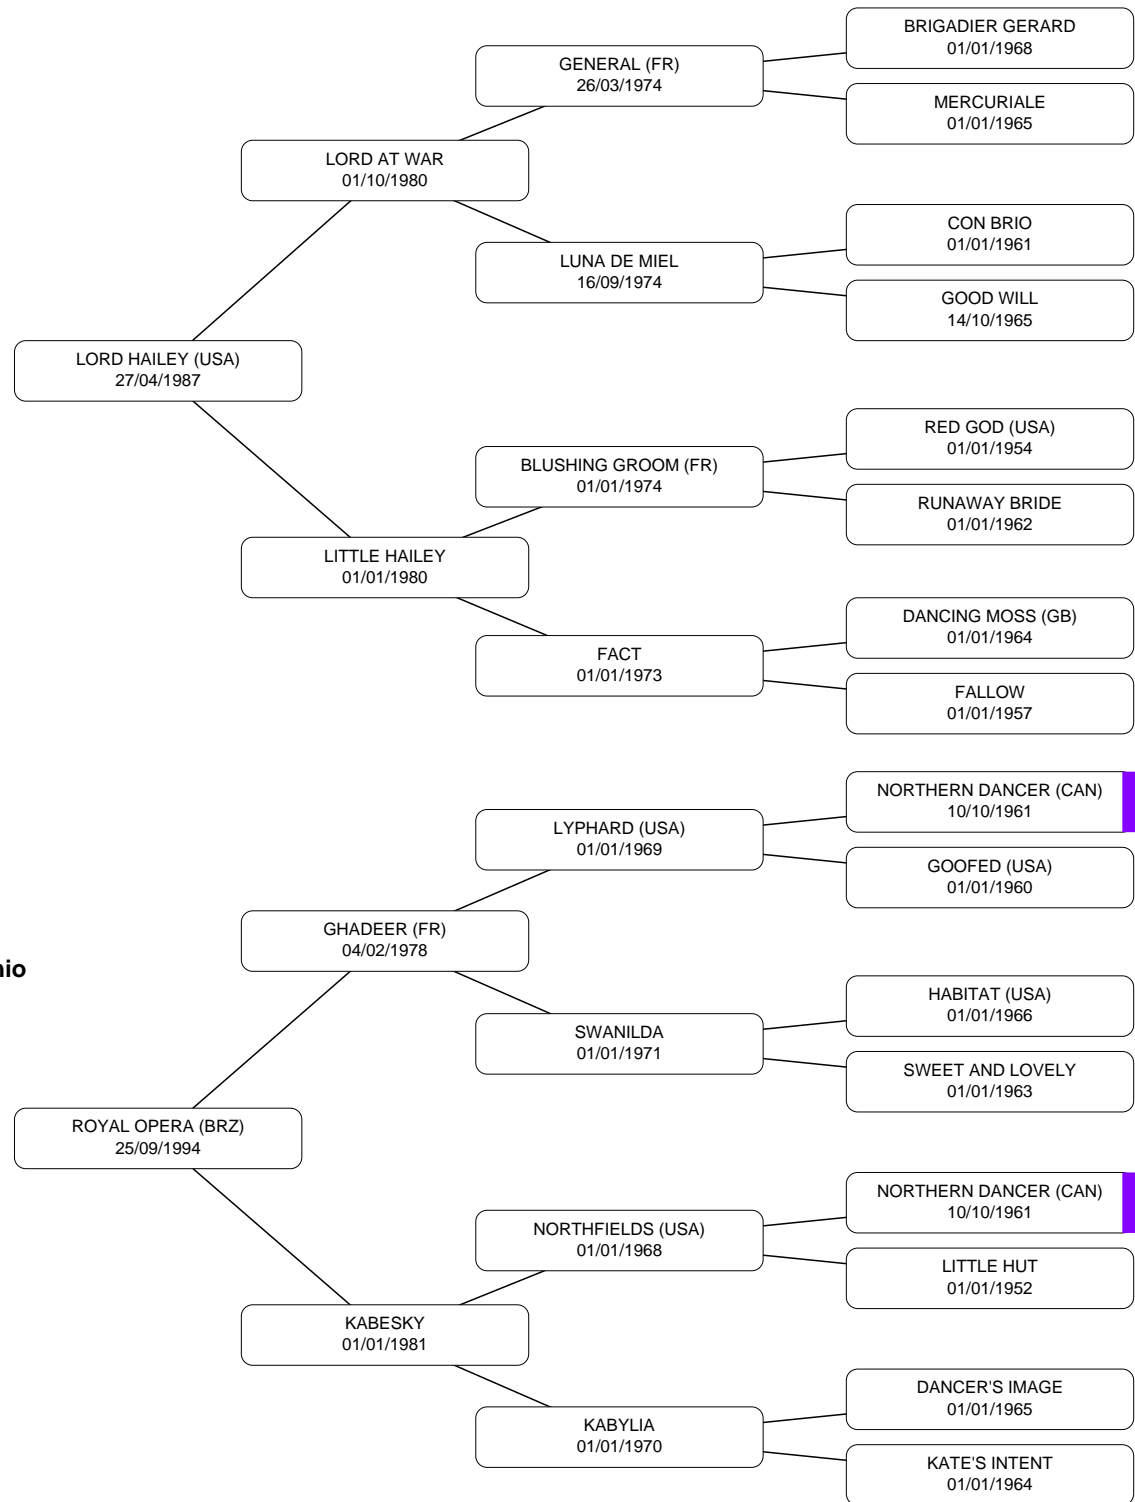 BRIGADIER GERARD
01/01/1968
GENERAL (FR)
26/03/1974
MERCURIALE
01/01/1965
LORD AT WAR
01/10/1980
CON BRIO
01/01/1961
LUNA DE MIEL
16/09/1974
GOOD WILL
14/10/1965
LORD HAILEY (USA)
27/04/1987
RED GOD (USA)
01/01/1954
BLUSHING GROOM (FR)
01/01/1974
RUNAWAY BRIDE
01/01/1962
LITTLE HAILEY
01/01/1980
DANCING MOSS (GB)
01/01/1964
FACT
01/01/1973
FALLOW
01/01/1957
NORTHERN DANCER (CAN)
10/10/1961
LYPHARD (USA)
01/01/1969
GOOFED (USA)
01/01/1960
GHADEER (FR)
04/02/1978
nio
HABITAT (USA)
01/01/1966
SWANILDA
01/01/1971
SWEET AND LOVELY
01/01/1963
ROYAL OPERA (BRZ)
25/09/1994
NORTHERN DANCER (CAN)
10/10/1961
NORTHFIELDS (USA)
01/01/1968
LITTLE HUT
01/01/1952
KABESKY
01/01/1981
DANCER'S IMAGE
01/01/1965
KABYLIA
01/01/1970
KATE'S INTENT
01/01/1964